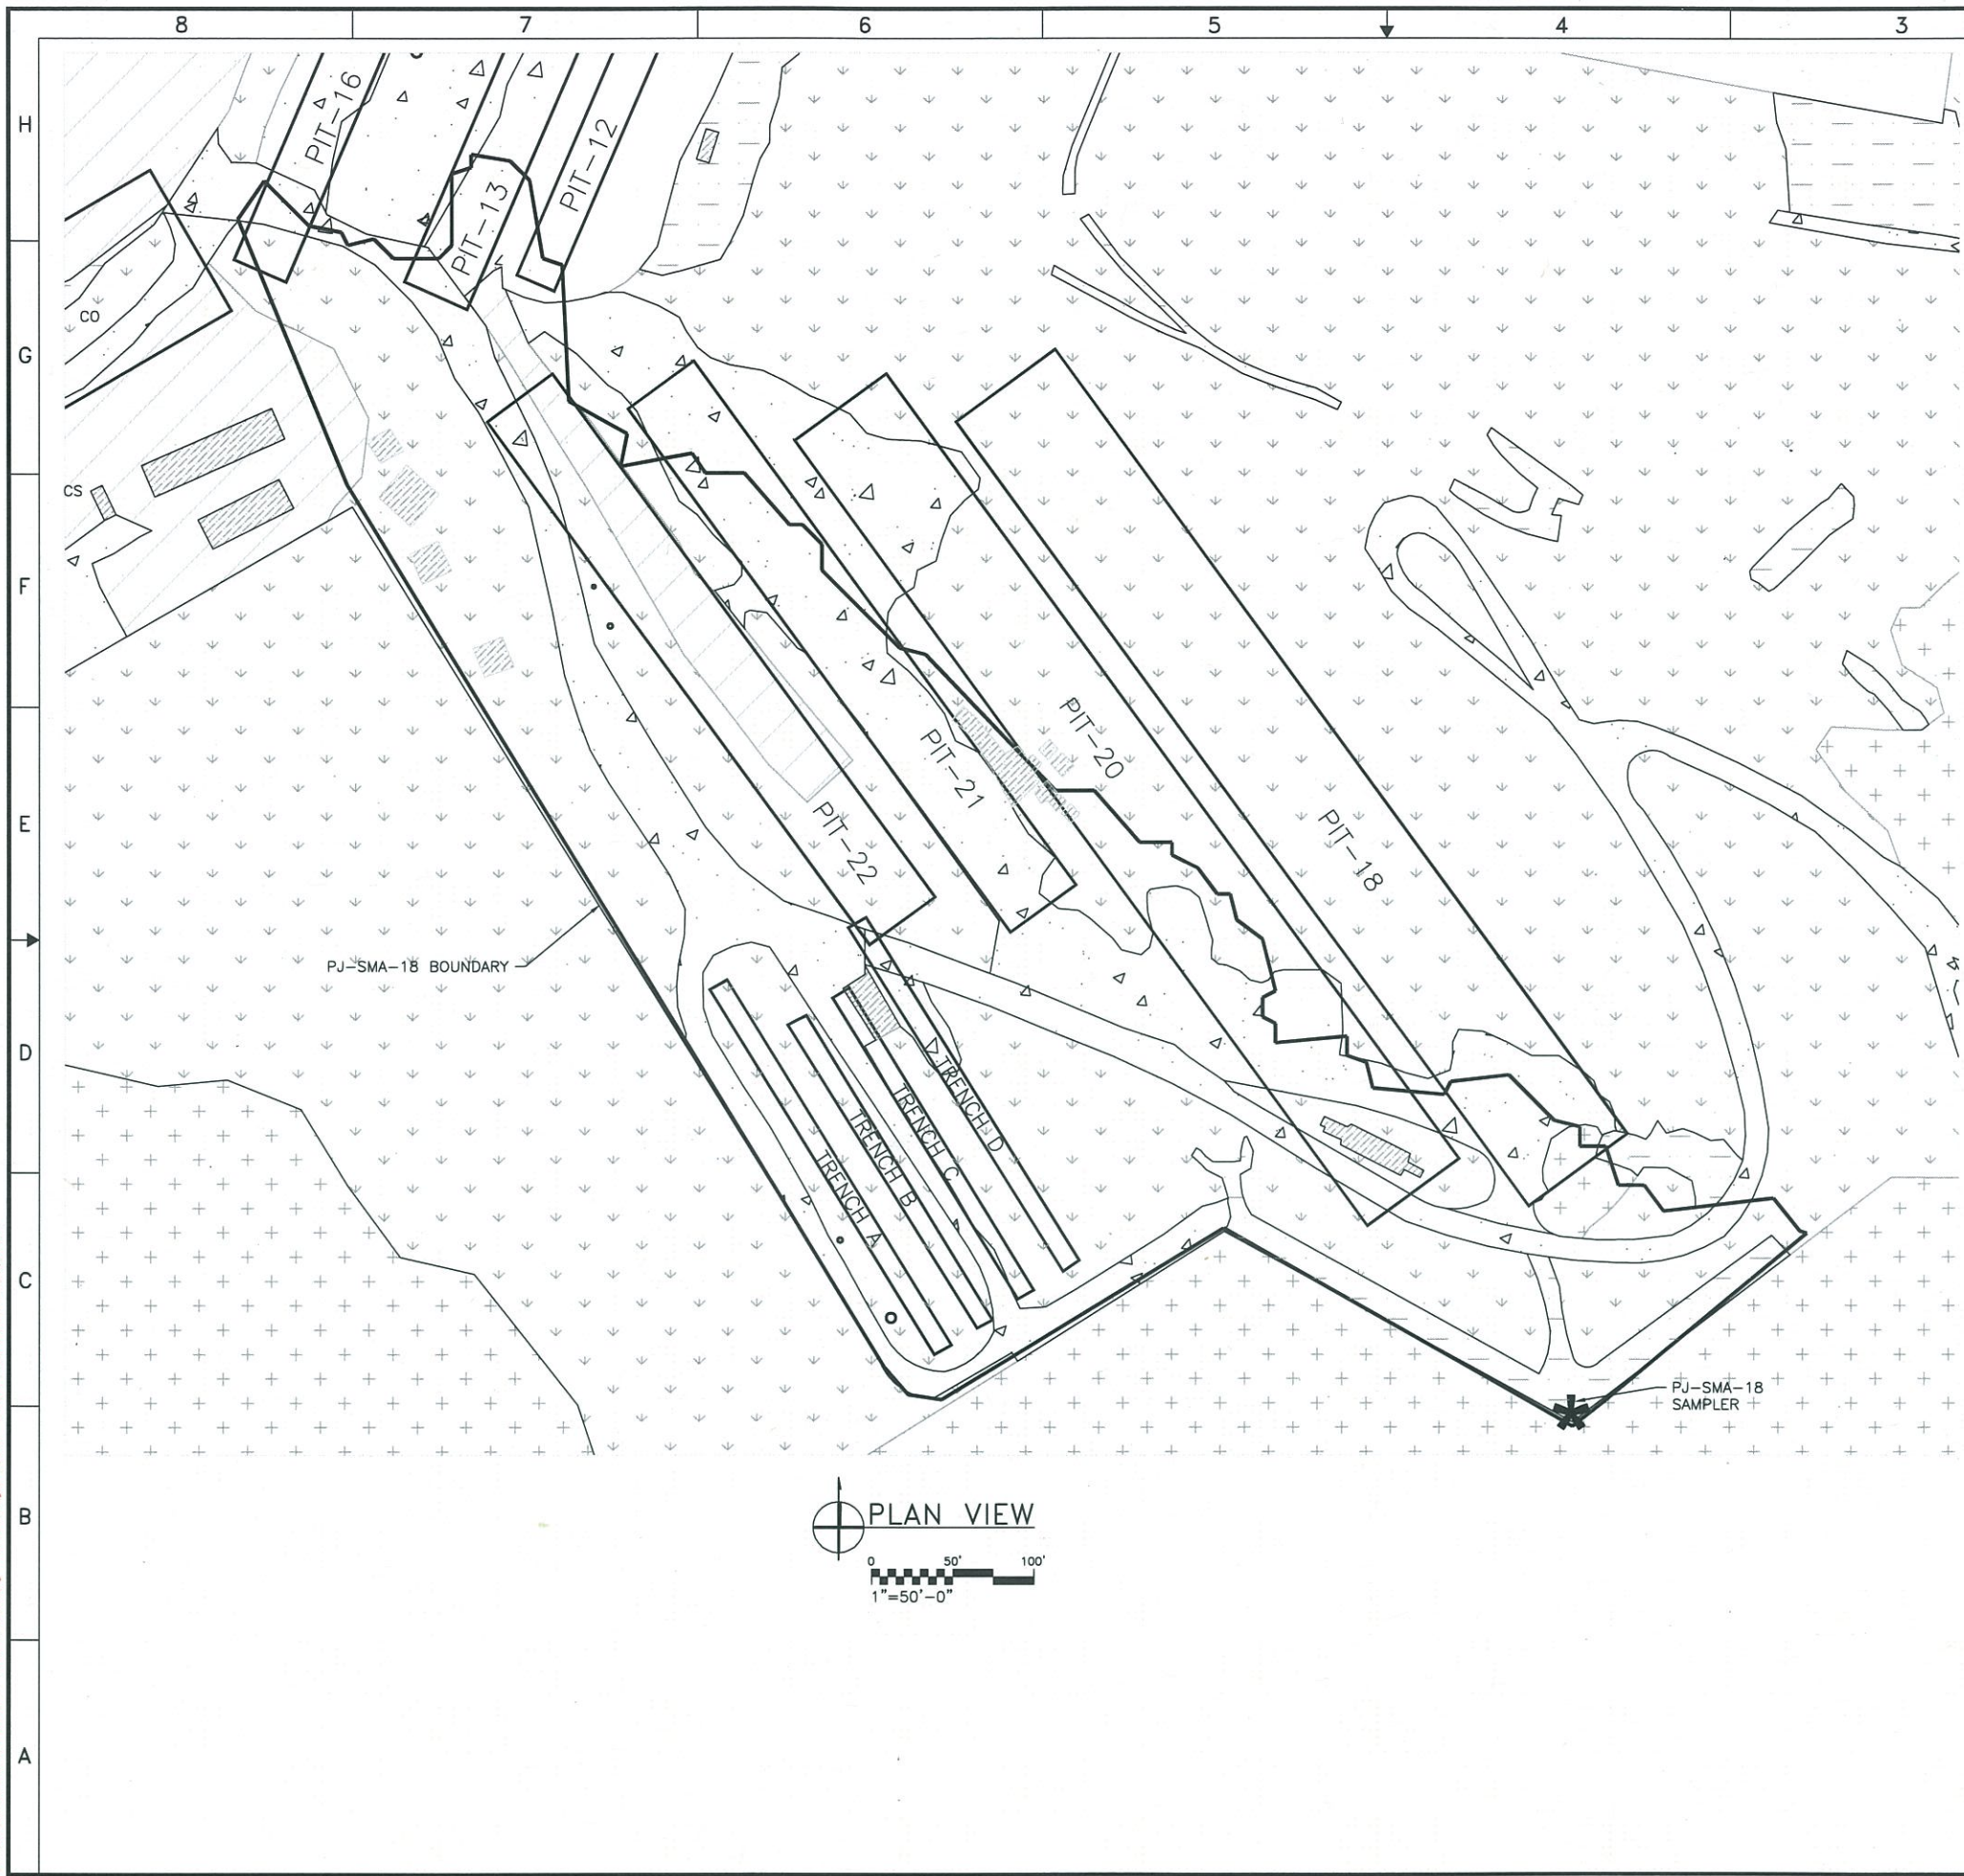 8
7
6
5
4
3
H
G
F
E
D
C
B
A
PIT-16
PIT-13
PIT-12
CO
CS
PIT-20
PIT-21
PIT-22
PIT-18
PJ-SMA-18 BOUNDARY
TRENCH D
TRENCH C
TRENCH B
TRENCH A
PJ-SMA-18
SAMPLER
PLAN VIEW
0 50' 100'
1"=50'-0"